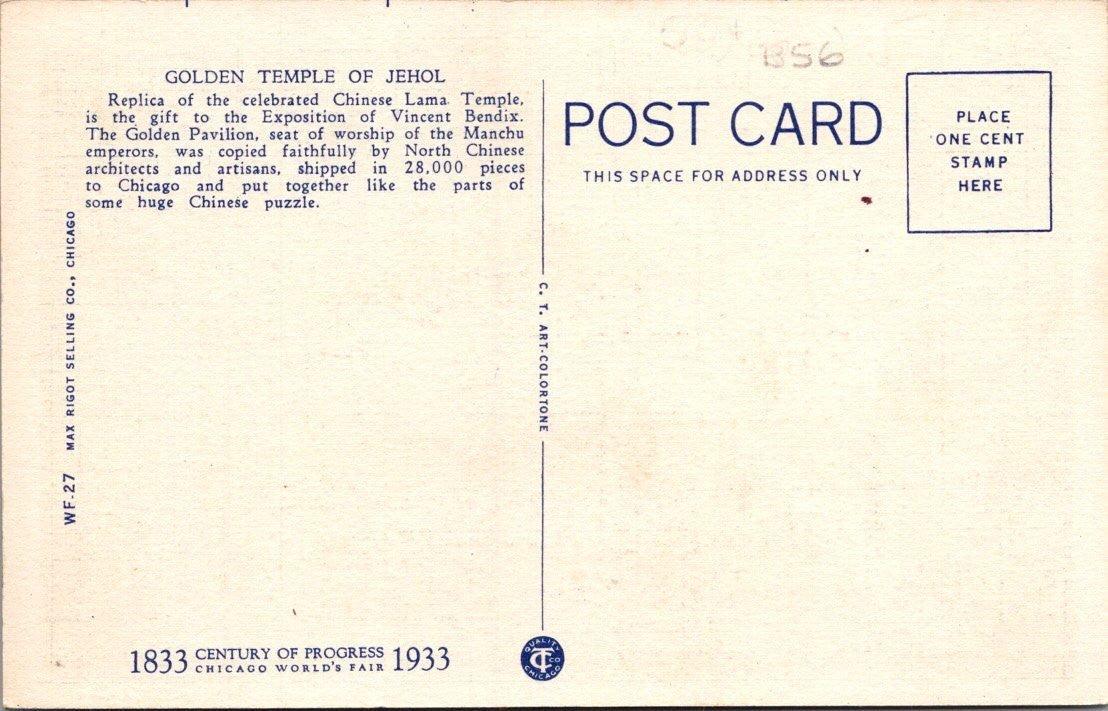 B56
GOLDEN TEMPLE OF JEHOL
Replica of the celebrated Chinese Lama Temple,
is the gift to the Exposition of Vincent Bendix.
The Golden Pavilion, seat of worship of the Manchu
emperors, was copied faithfully by North Chinese
architects and artisans, shipped in 28,000 pieces
to Chicago and put together like the parts of
some huge Chinese puzzle.
WF-27 MAX RIGOT SELLING CO., CHICAGO
1833 CENTURY OF PROGRESS 1933
CHICAGO WORLD'S FAIR
C. T. ART-COLORTONE
QUALITY
CT CO
CHICAGO
POST CARD
THIS SPACE FOR ADDRESS ONLY
PLACE
ONE CENT
STAMP
HERE